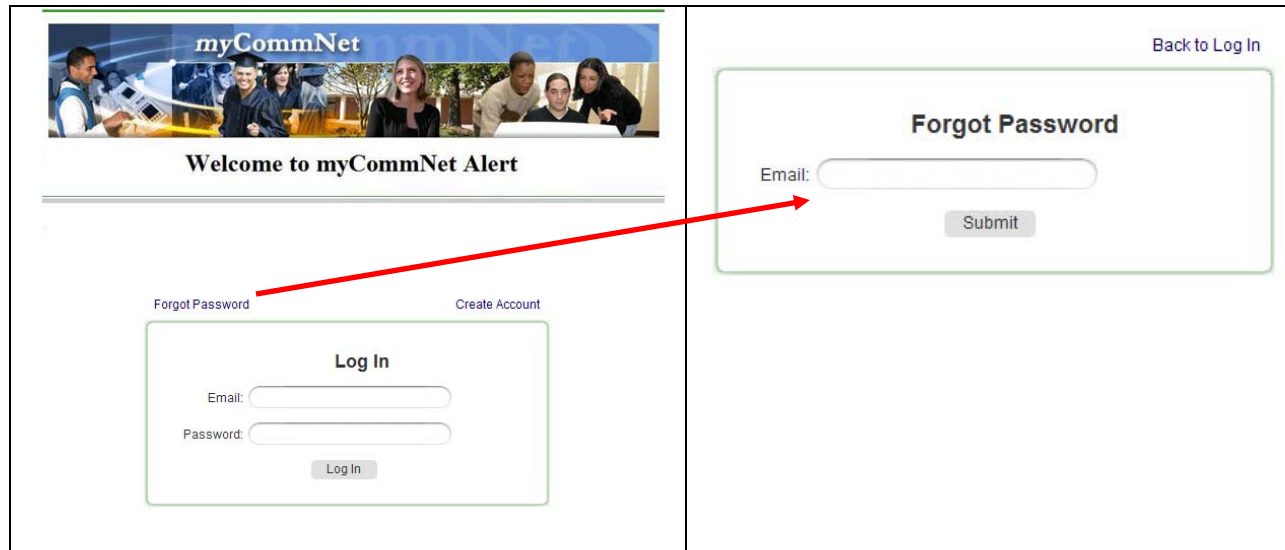 myCommNet
Welcome to myCommNet Alert
Forgot Password Create Account
Log In
Email:
Password:
Log In
Back to Log In
Forgot Password
Email:
Submit